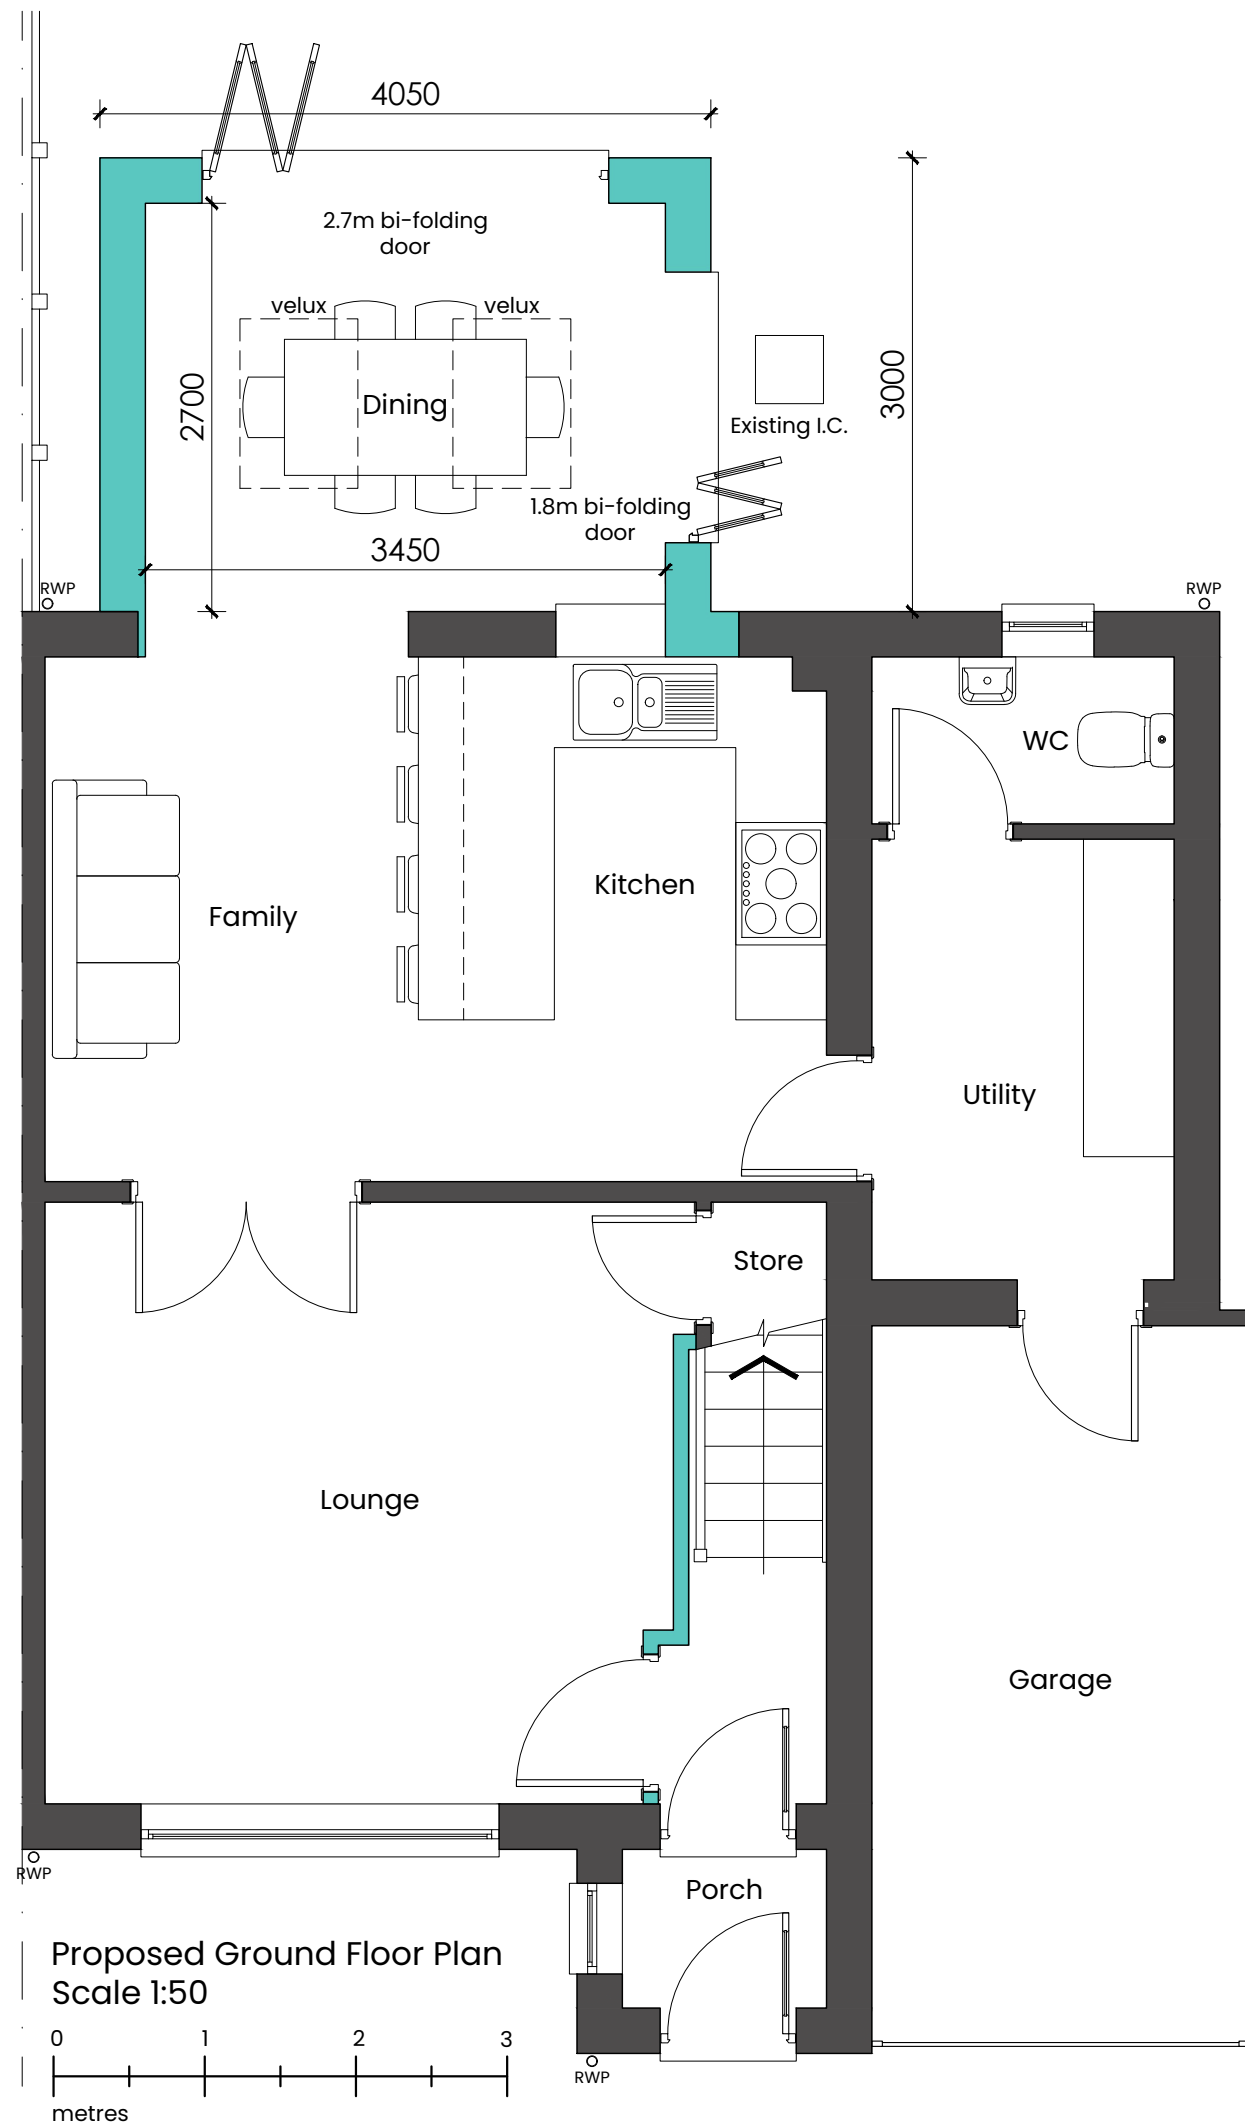 4050
2.7m bi-folding
door
velux
velux
Dining
2700
3000
Existing I.C.
1.8m bi-folding
door
3450
RWP
RWP
WC
Kitchen
Family
Utility
Store
Lounge
Garage
RWP
Porch
Proposed Ground Floor Plan
Scale 1:50
0 1 2 3
metres
RWP